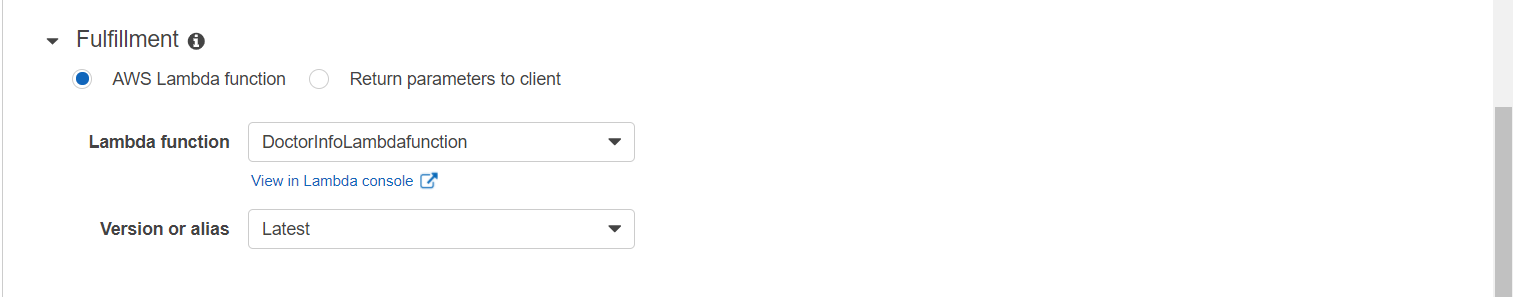 Fulfillment
AWS Lambda function Return parameters to client
Lambda function DoctorInfoLambdafunction
View in Lambda console
Version or alias Latest